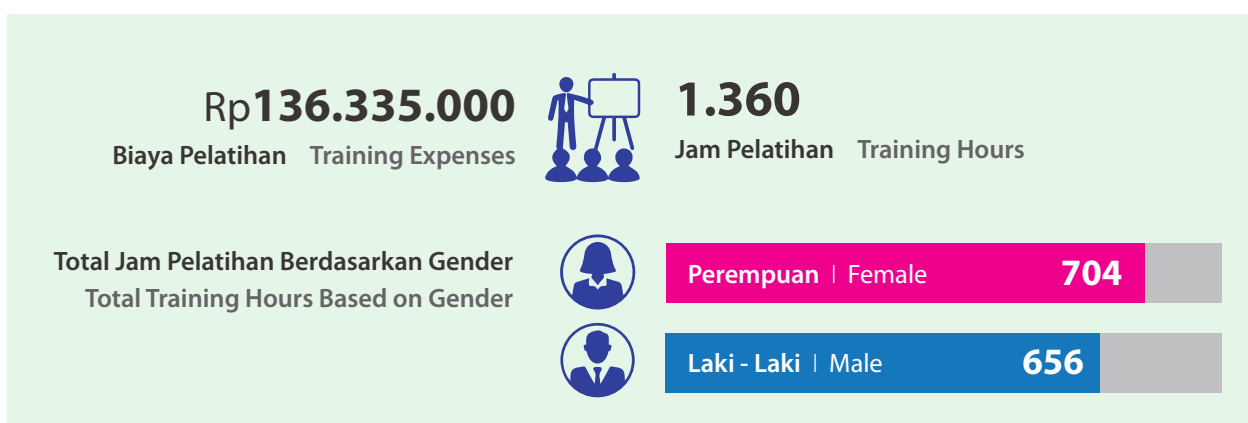 Rp136.335.000
Biaya Pelatihan Training Expenses
1.360
Jam Pelatihan Training Hours
Total Jam Pelatihan Berdasarkan Gender
Total Training Hours Based on Gender
Perempuan | Female 704
Laki - Laki | Male 656